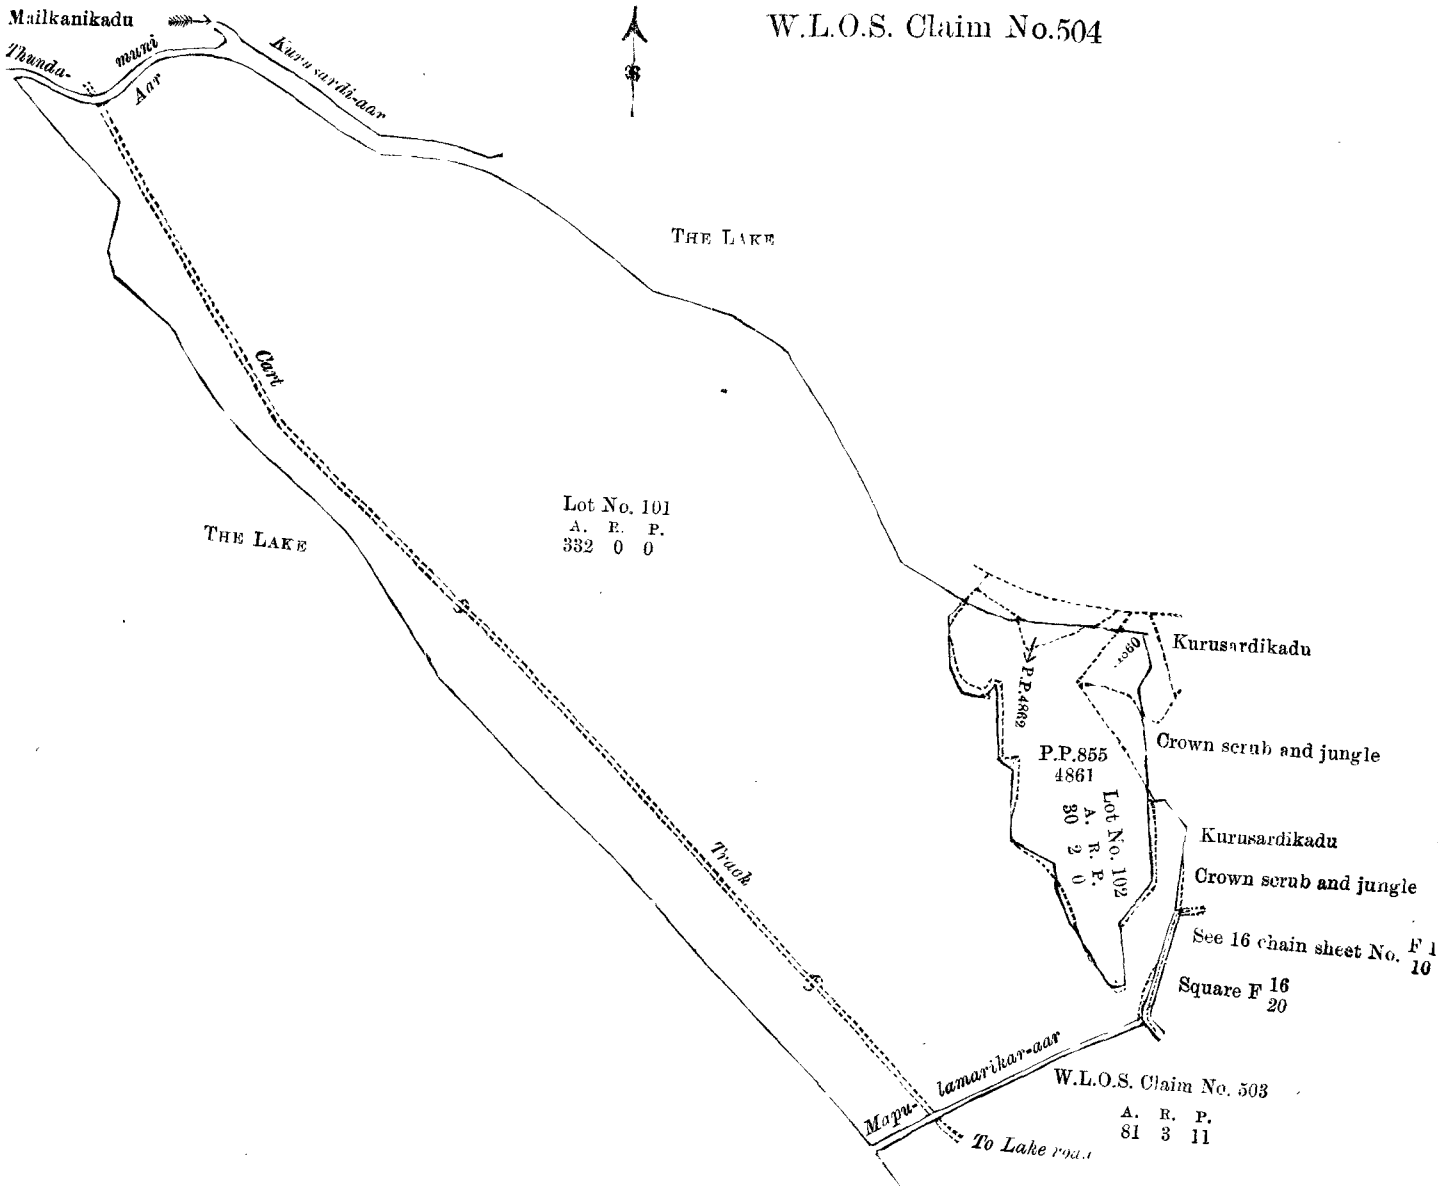 W.L.O.S. Claim No.504
Mailkanikadu
Thunda-
muni
Aar
Kurusardi-aar
THE LAKE
Cart
Lot No. 101
A. R. P.
332 0 0
THE LAKE
Kurusardikadu
P.P.4862
Crown scrub and jungle
P.P.855
4861
Lot No. 102
A. R. P.
30 2 0
Kurusardikadu
Track
Crown scrub and jungle
See 16 chain sheet No. F 1
10
Square F 16
20
Mapu-
lamarikar-aar
W.L.O.S. Claim No. 503
A. R. P.
81 3 11
To Lake road